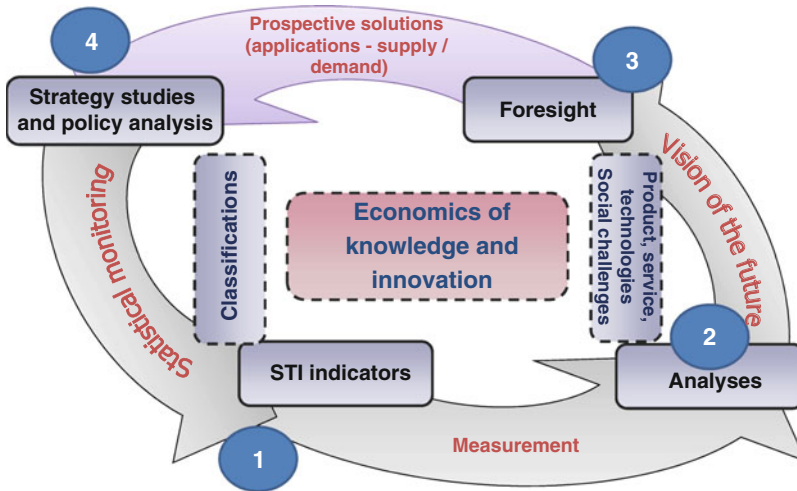 4
Prospective solutions
(applications - supply /
demand)
3
Strategy studies
and policy analysis
Foresight
Vision of the future
Statistical monitoring
Classifications
Economics of
knowledge and
innovation
Product, service,
technologies
Social challenges
2
STI indicators
Analyses
1
Measurement